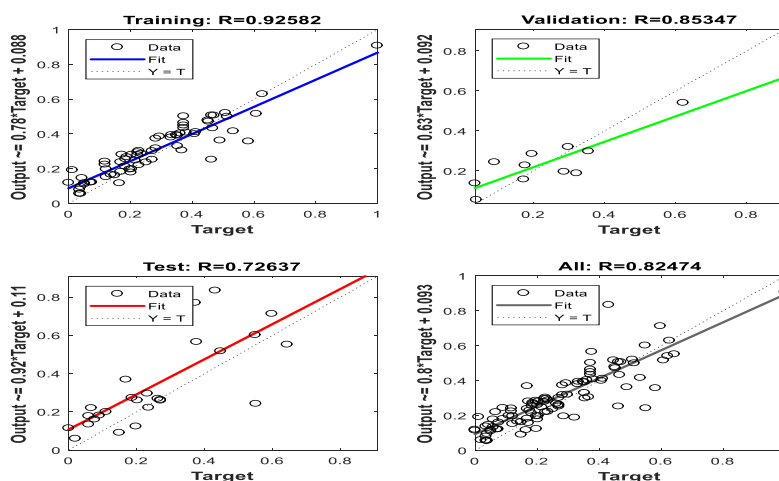 Training: R=0.92582
Output ~= 0.78*Target + 0.088
1
0.8
0.6
0.4
0.2
0
Data
Fit
Y = T
0 0.2 0.4 0.6 0.8 1
Target
Validation: R=0.85347
Output ~= 0.63*Target + 0.092
0.8
0.6
0.4
0.2
Data
Fit
Y = T
0.2 0.4 0.6 0.8
Target
Test: R=0.72637
Output ~= 0.92*Target + 0.11
0.8
0.6
0.4
0.2
0
Data
Fit
Y = T
0 0.2 0.4 0.6 0.8
Target
All: R=0.82474
Output ~= 0.8*Target + 0.093
1
0.8
0.6
0.4
0.2
0
Data
Fit
Y = T
0 0.2 0.4 0.6 0.8 1
Target